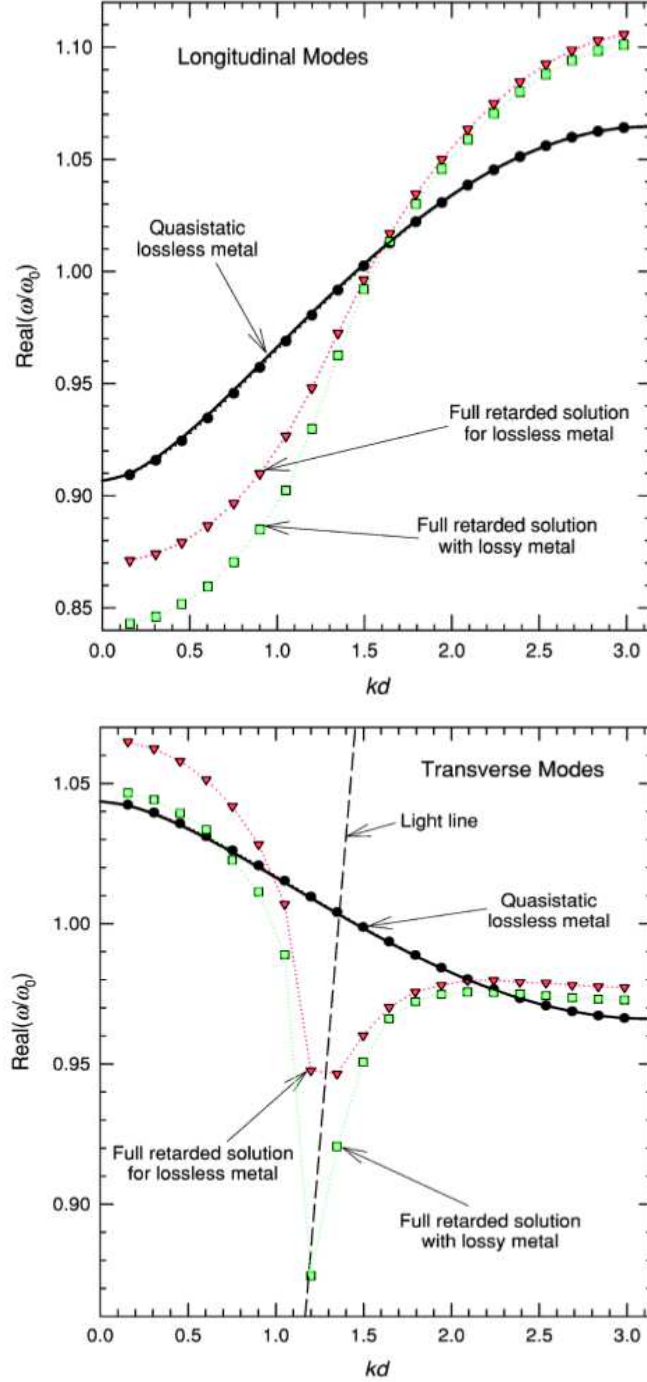 1.10
Longitudinal Modes
1.05
Quasistatic
lossless metal
1.00
Real(ω/ω0)
0.95
Full retarded solution
for lossless metal
0.90
Full retarded solution
with lossy metal
0.85
0.0 0.5 1.0 1.5 2.0 2.5 3.0
kd
1.05
Transverse Modes
Light line
Quasistatic
lossless metal
1.00
Real(ω/ω0)
0.95
Full retarded solution
for lossless metal
0.90
Full retarded solution
with lossy metal
0.0 0.5 1.0 1.5 2.0 2.5 3.0
kd